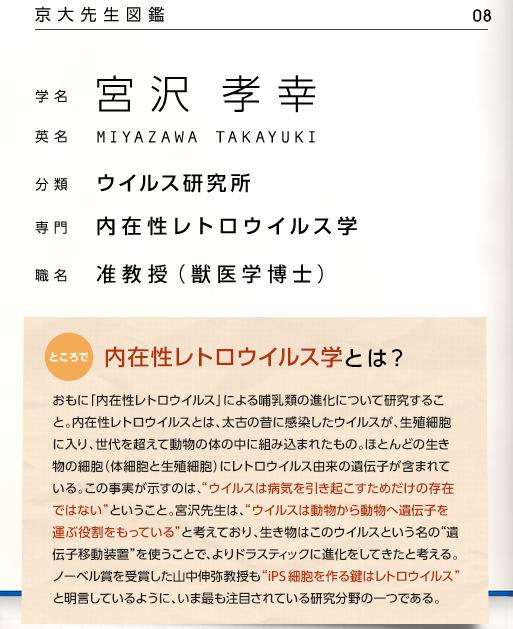 京大先生図鑑 08
学名 宮沢 孝幸
英名 MIYAZAWA TAKAYUKI
分類 ウイルス研究所
専門 内在性レトロウイルス学
職名 准教授（獣医学博士）
ところで 内在性レトロウイルス学とは？
おもに「内在性レトロウイルス」による哺乳類の進化について研究するこ
と。内在性レトロウイルスとは、太古の昔に感染したウイルスが、生殖細胞
に入り、世代を超えて動物の体の中に組み込まれたもの。ほとんどの生き
物の細胞（体細胞と生殖細胞）にレトロウイルス由来の遺伝子が含まれて
いる。この事実が示すのは、“ウイルスは病気を引き起こすためだけの存在
ではない”ということ。宮沢先生は、“ウイルスは動物から動物へ遺伝子を
運ぶ役割をもっている”と考えており、生き物はこのウイルスという名の“遺
伝子移動装置”を使うことで、よりドラスティックに進化をしてきたと考える。
ノーベル賞を受賞した山中伸弥教授も“iPS細胞を作る鍵はレトロウイルス”
と明言しているように、いま最も注目されている研究分野の一つである。